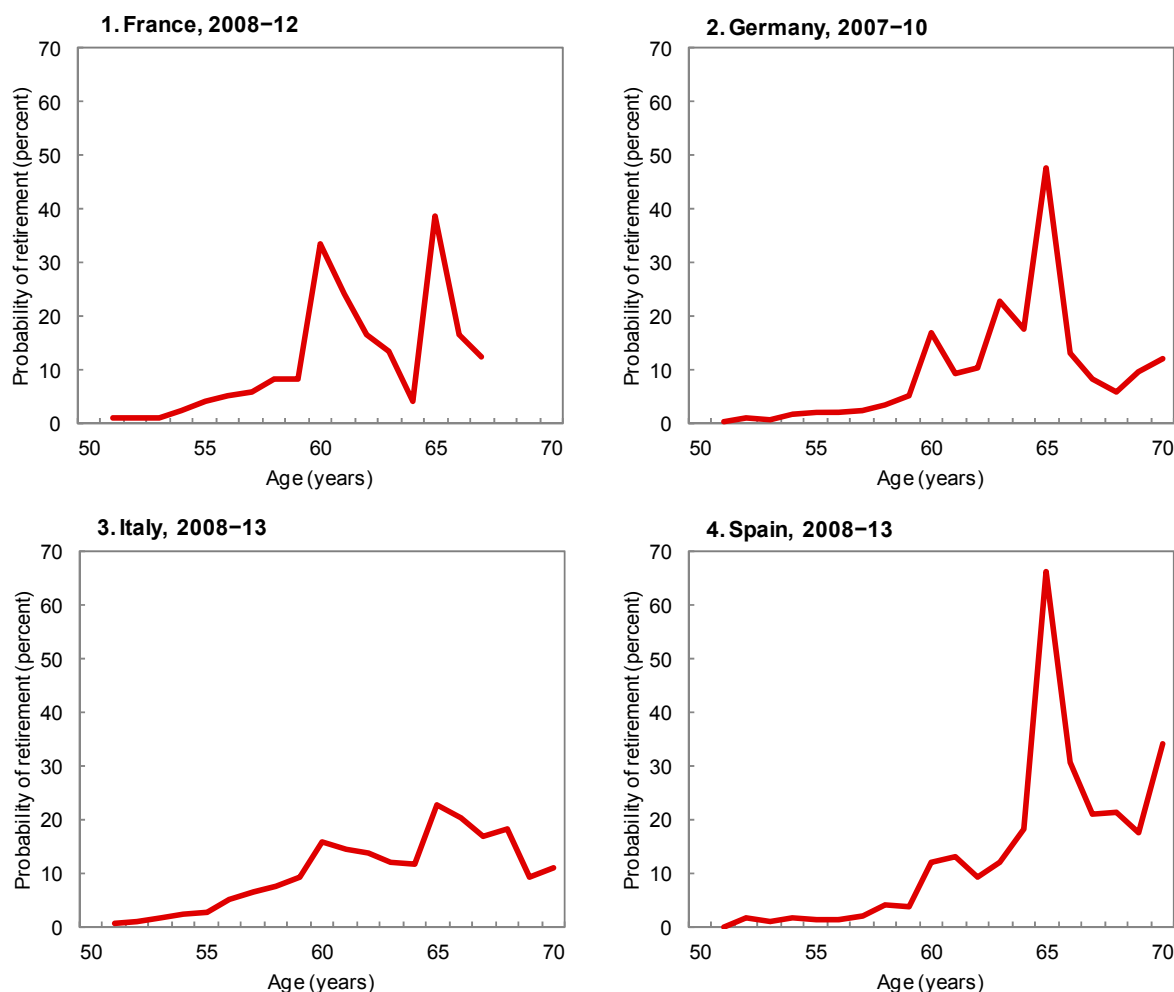 1. France, 2008−12
Probability of retirement (percent)
70
60
50
40
30
20
10
0
50 55 60 65 70
Age (years)
2. Germany, 2007−10
Probability of retirement (percent)
70
60
50
40
30
20
10
0
50 55 60 65 70
Age (years)
3. Italy, 2008−13
Probability of retirement (percent)
70
60
50
40
30
20
10
0
50 55 60 65 70
Age (years)
4. Spain, 2008−13
Probability of retirement (percent)
70
60
50
40
30
20
10
0
50 55 60 65 70
Age (years)